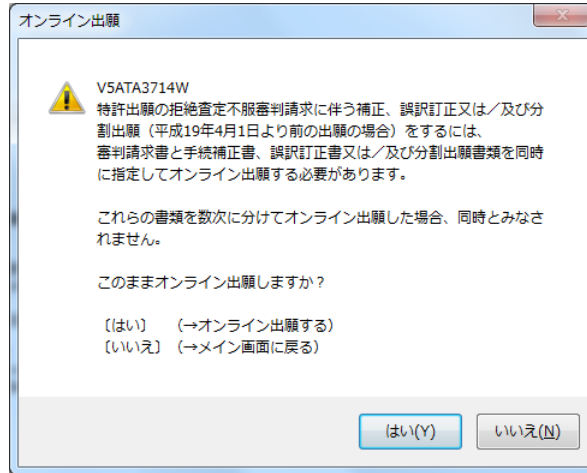 オンライン出願
V5ATA3714W
特許出願の拒絶査定不服審判請求に伴う補正、誤訳訂正又は／及び分
割出願（平成19年4月1日より前の出願の場合）をするには、
審判請求書と手続補正書、誤訳訂正書又は／及び分割出願書類を同時
に指定してオンライン出願する必要があります。
これらの書類を数次に分けてオンライン出願した場合、同時とみなさ
れません。
このままオンライン出願しますか？
〔はい〕　（→オンライン出願する）
〔いいえ〕（→メイン画面に戻る）
はい(Y)
いいえ(N)